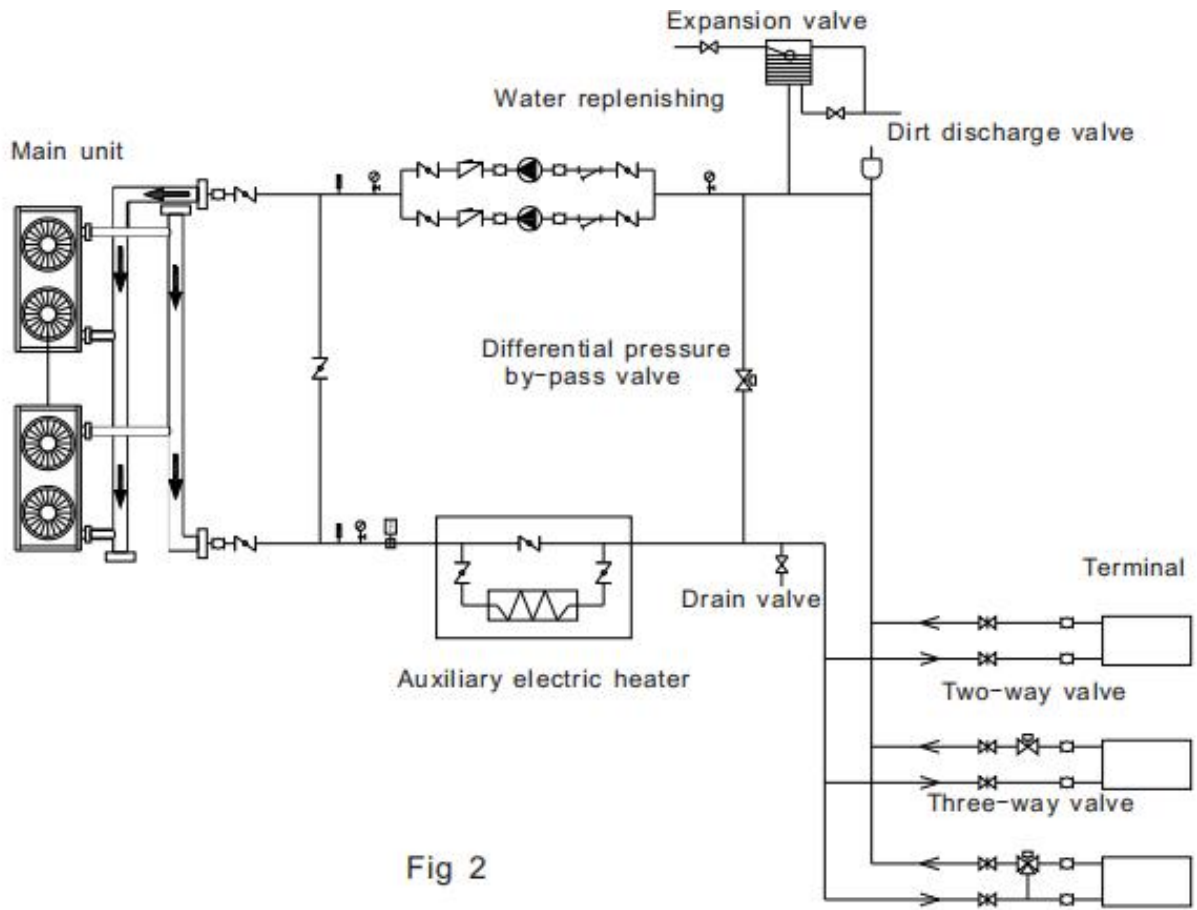 Expansion valve
Water replenishing
Dirt discharge valve
Main unit
Differential pressure
by-pass valve
Drain valve
Terminal
Auxiliary electric heater
Two-way valve
Three-way valve
Fig 2